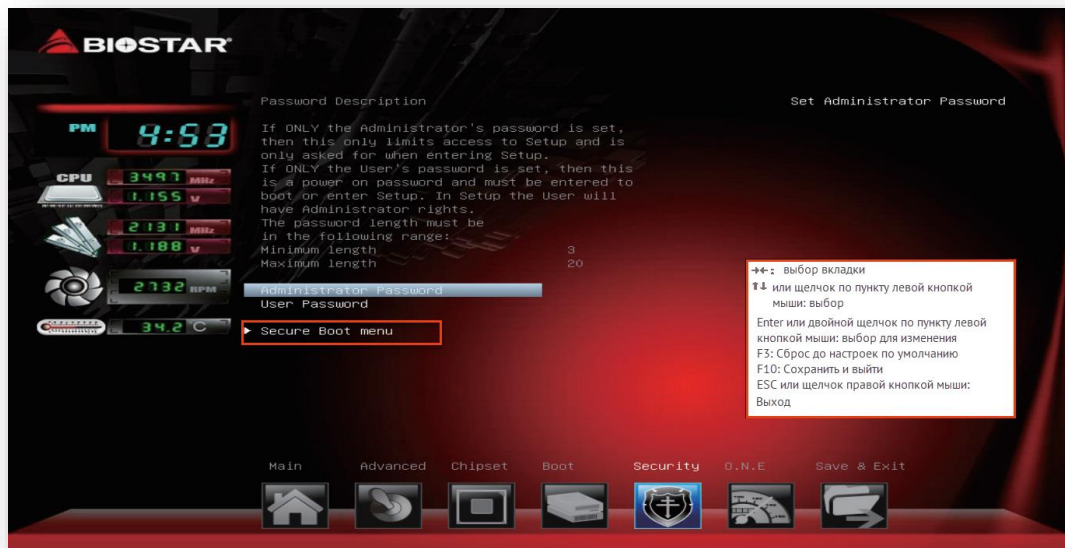 BIOSTAR
Password Description
Set Administrator Password
If ONLY the Administrator's password is set,
then this only limits access to Setup and is
only asked for when entering Setup.
If ONLY the User's password is set, then this
is a power on password and must be entered to
boot or enter Setup. In Setup the User will
have Administrator rights.
The password length must be
in the following range:
Minimum length 3
Maximum length 20
Administrator Password
User Password
► Secure Boot menu
PM 4:53
CPU 3497 MHz
1.155 V
2131 MHz
1.188 V
2732 RPM
34.2 C
→←: выбор вкладки
↑↓ или щелчок по пункту левой кнопкой
мыши: выбор
Enter или двойной щелчок по пункту левой
кнопкой мыши: выбор для изменения
F3: Сброс до настроек по умолчанию
F10: Сохранить и выйти
ESC или щелчок правой кнопкой мыши:
Выход
Main Advanced Chipset Boot Security O.N.E Save & Exit